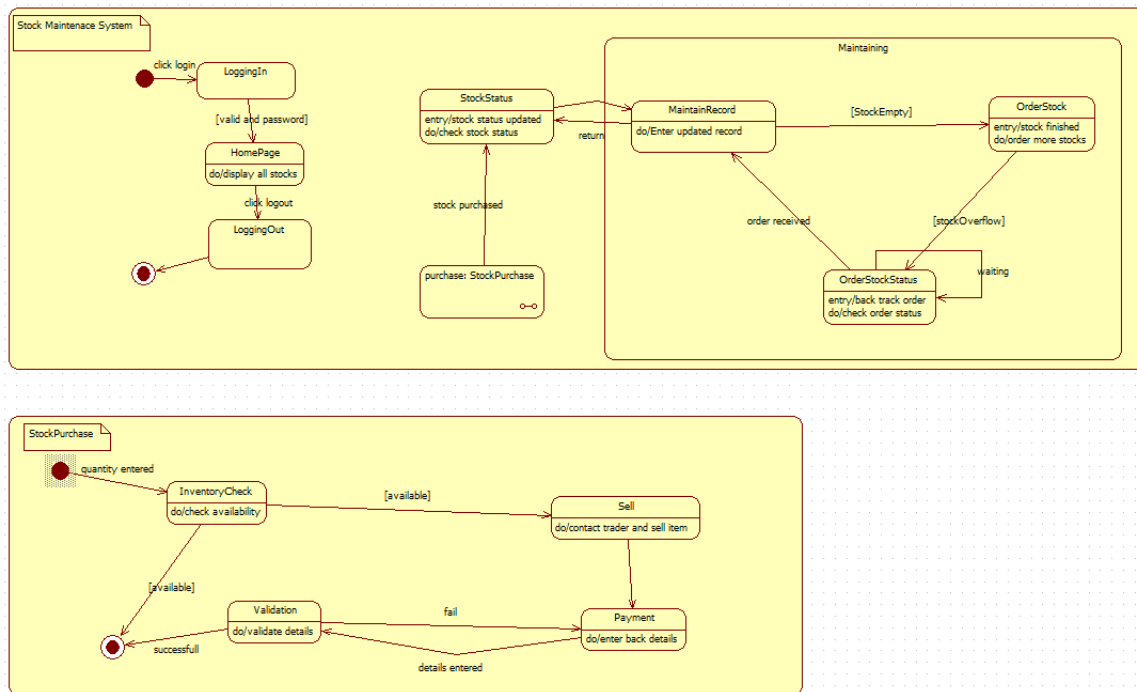 Stock Maintenace System
click login
LoggingIn
[valid and password]
HomePage
do/display all stocks
click logout
LoggingOut
StockStatus
entry/stock status updated
do/check stock status
return
stock purchased
purchase: StockPurchase
Maintaining
MaintainRecord
do/Enter updated record
[StockEmpty]
OrderStock
entry/stock finished
do/order more stocks
order received
[stockOverflow]
waiting
OrderStockStatus
entry/back track order
do/check order status
StockPurchase
quantity entered
InventoryCheck
do/check availability
[available]
Sell
do/contact trader and sell item
[available]
Validation
do/validate details
fail
Payment
do/enter back details
successfull
details entered